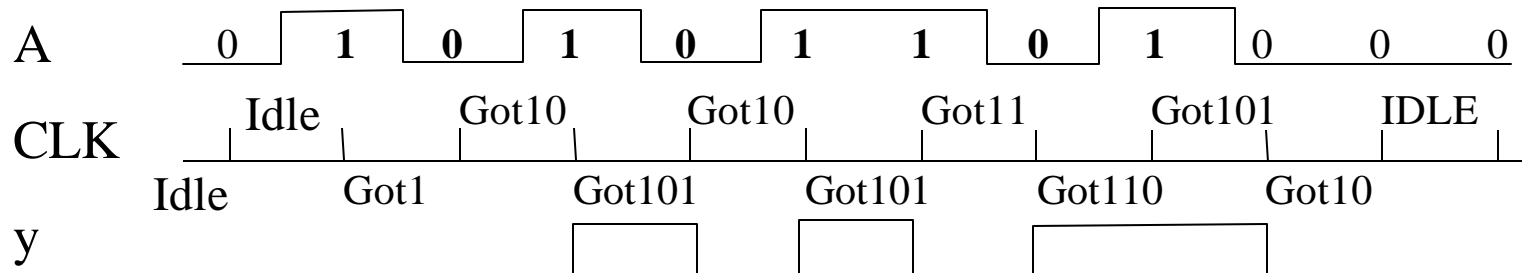 A 0 1 0 1 0 1 1 0 1 0 0 0
Idle Got10 Got10 Got11 Got101 IDLE
CLK
Idle Got1 Got101 Got101 Got110 Got10
y